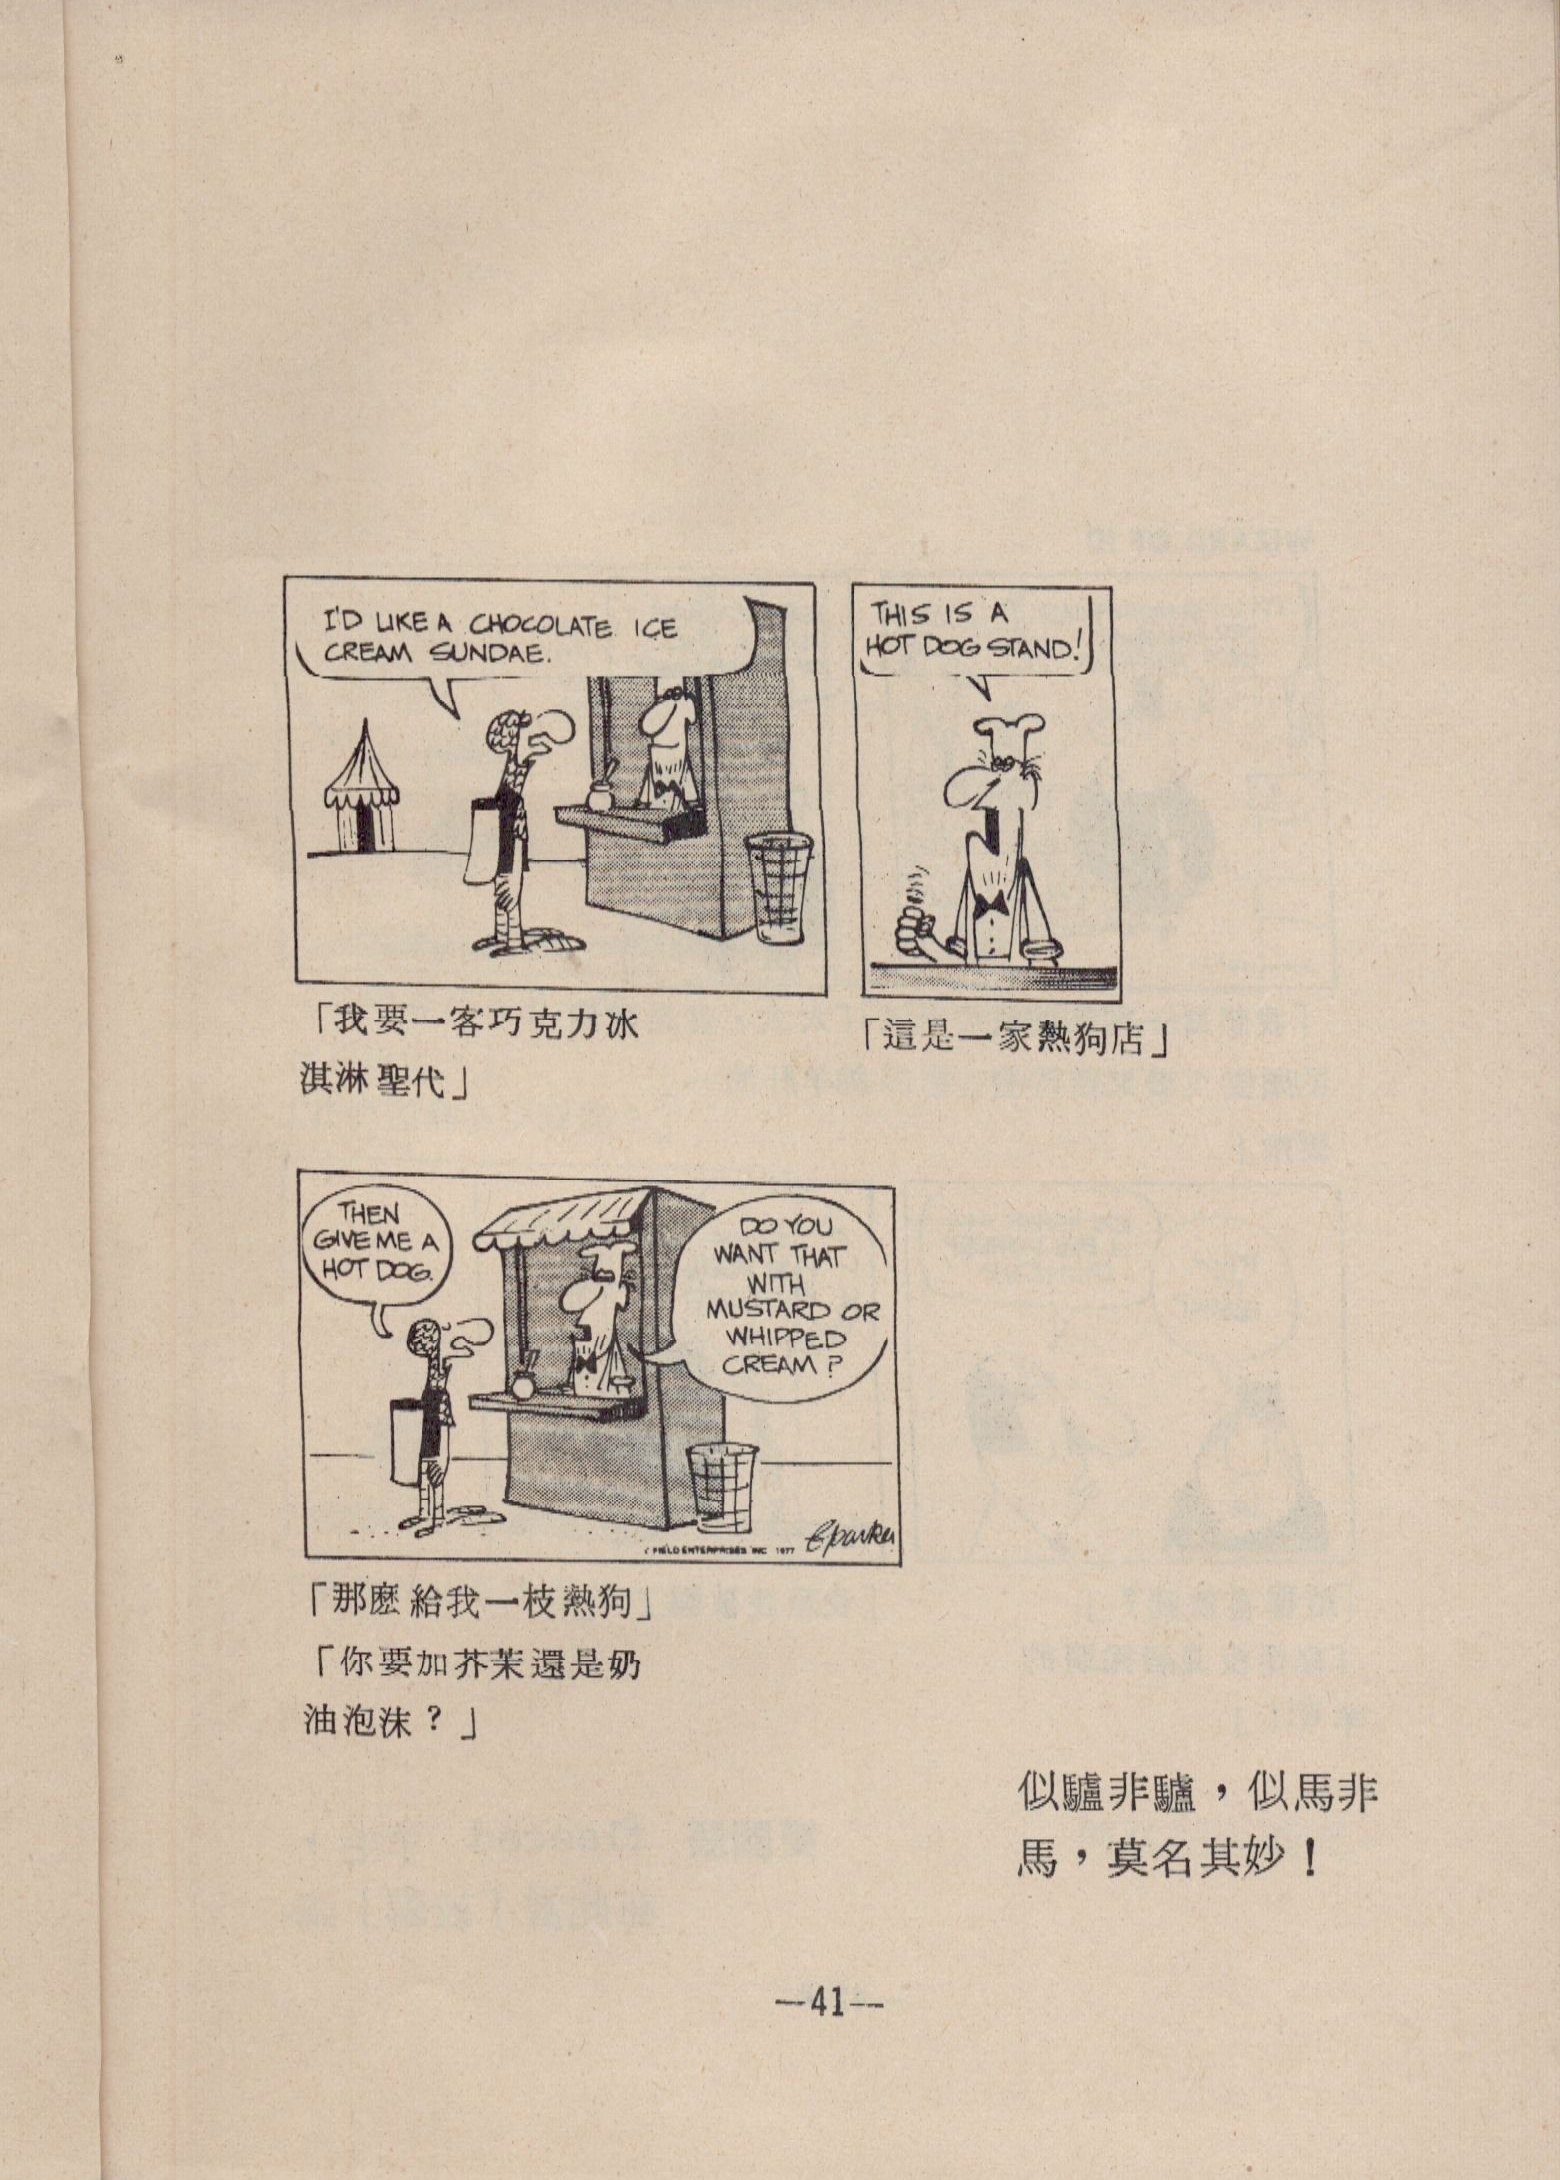 I'D LIKE A CHOCOLATE ICE
CREAM SUNDAE.
THIS IS A
HOT DOG STAND!
「我要一客巧克力冰
淇淋聖代」
「這是一家熱狗店」
THEN
GIVE ME A
HOT DOG.
DO YOU
WANT THAT
WITH
MUSTARD OR
WHIPPED
CREAM?
FIELD ENTERPRISES INC 1977
Bparker
「那麼給我一枝熱狗」
「你要加芥茉還是奶
油泡沫？」
似驢非驢，似馬非
馬，莫名其妙！
—41—